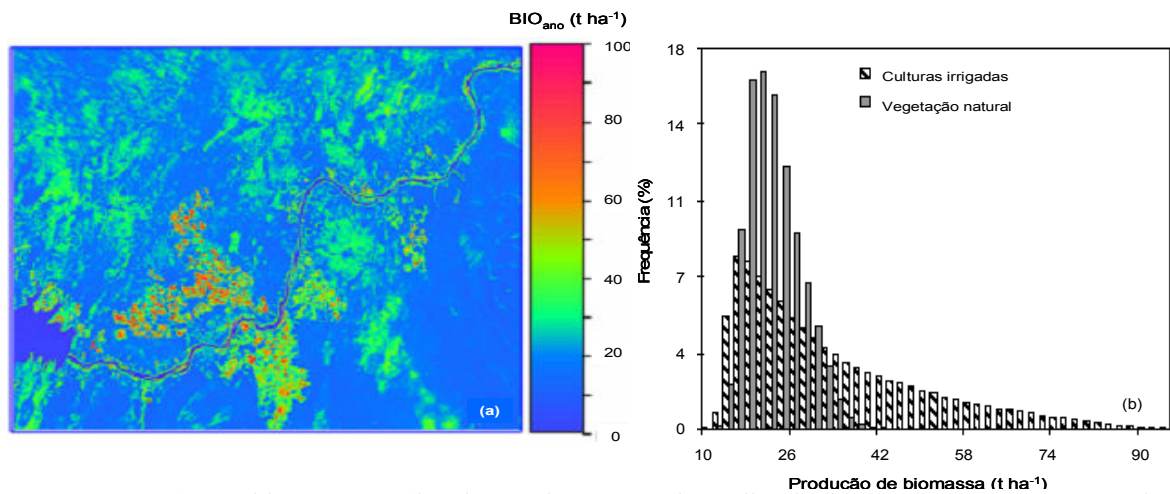 BIOano (t ha-1)
100
80
60
40
20
0
(a)
18
14
11
7
4
0
Frequência (%)
Culturas irrigadas
Vegetação natural
(b)
10 26 42 58 74 90
Produção de biomassa (t ha-1)